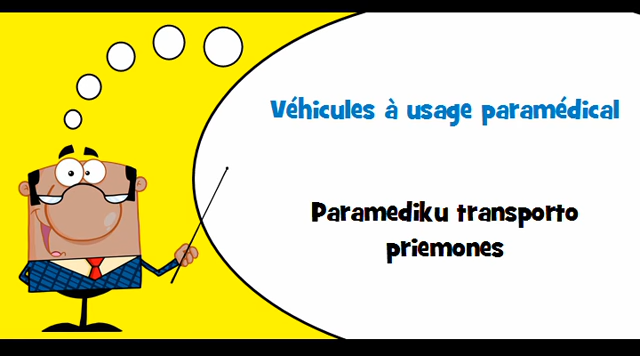 Véhicules à usage paramédical
Paramediku transporto
priemones